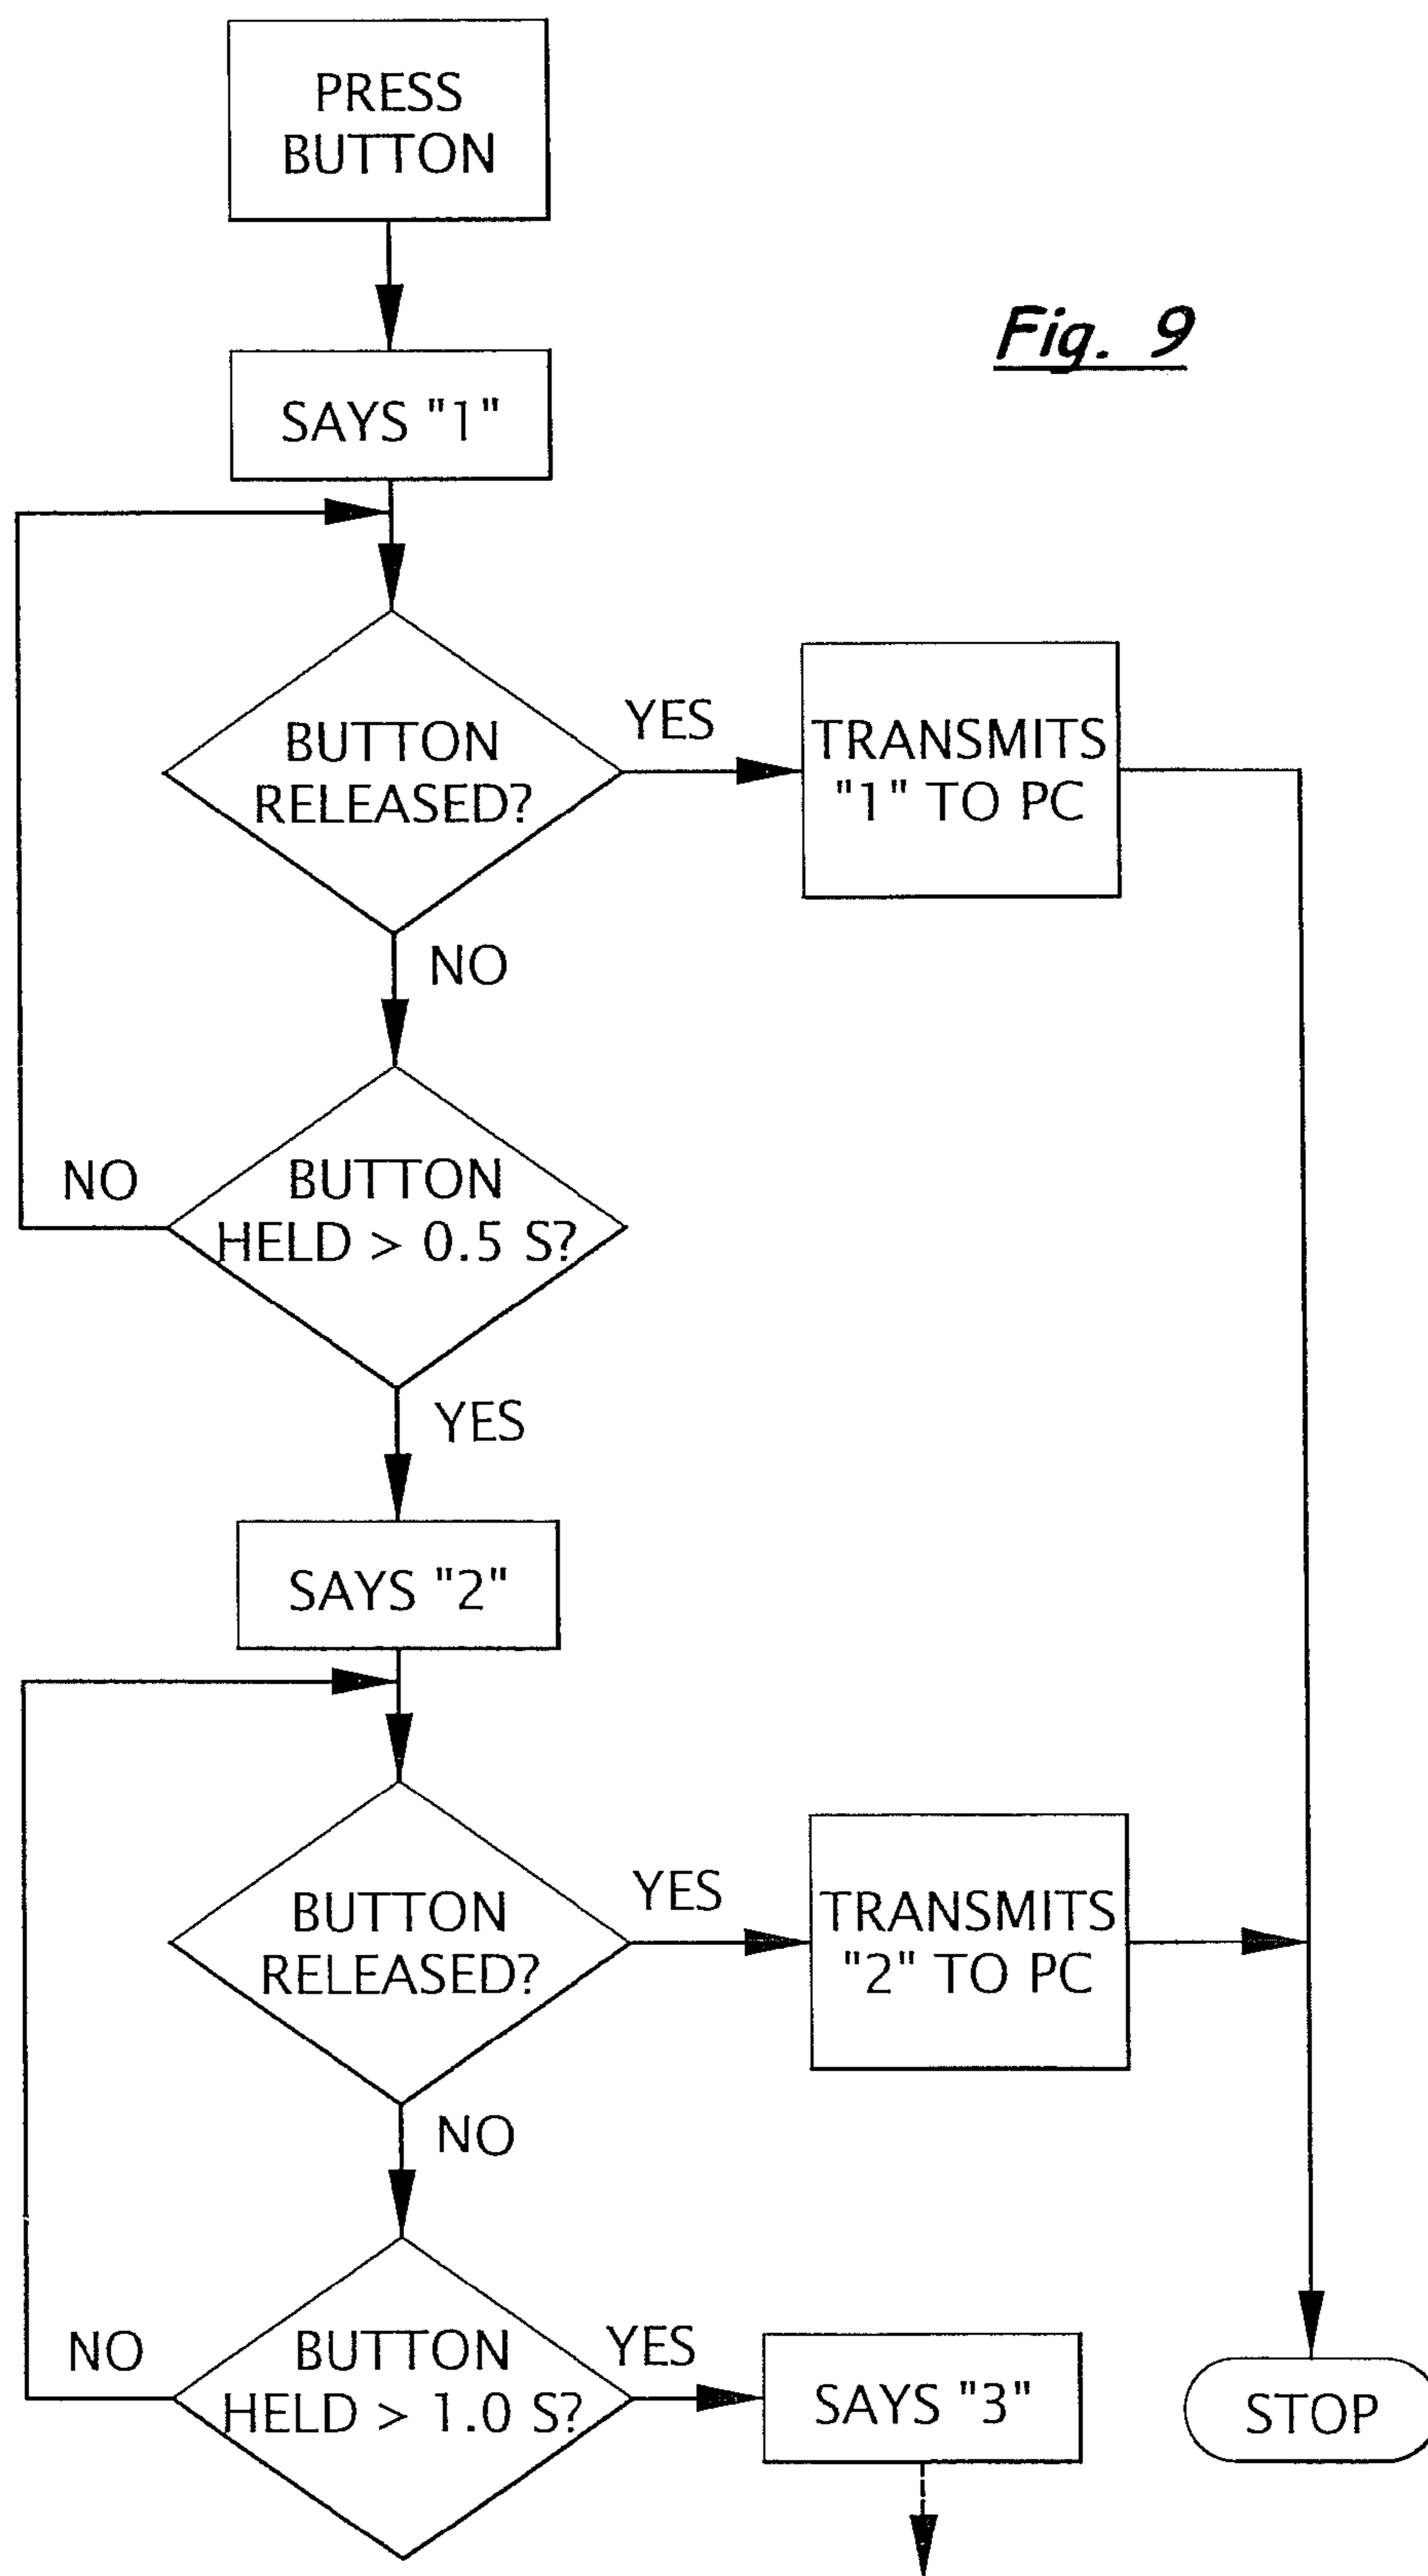 PRESS
BUTTON
Fig. 9
SAYS "1"
BUTTON
RELEASED?
YES
TRANSMITS
"1" TO PC
NO
NO
BUTTON
HELD > 0.5 S?
YES
SAYS "2"
BUTTON
RELEASED?
YES
TRANSMITS
"2" TO PC
NO
NO
BUTTON
HELD > 1.0 S?
YES
SAYS "3"
STOP